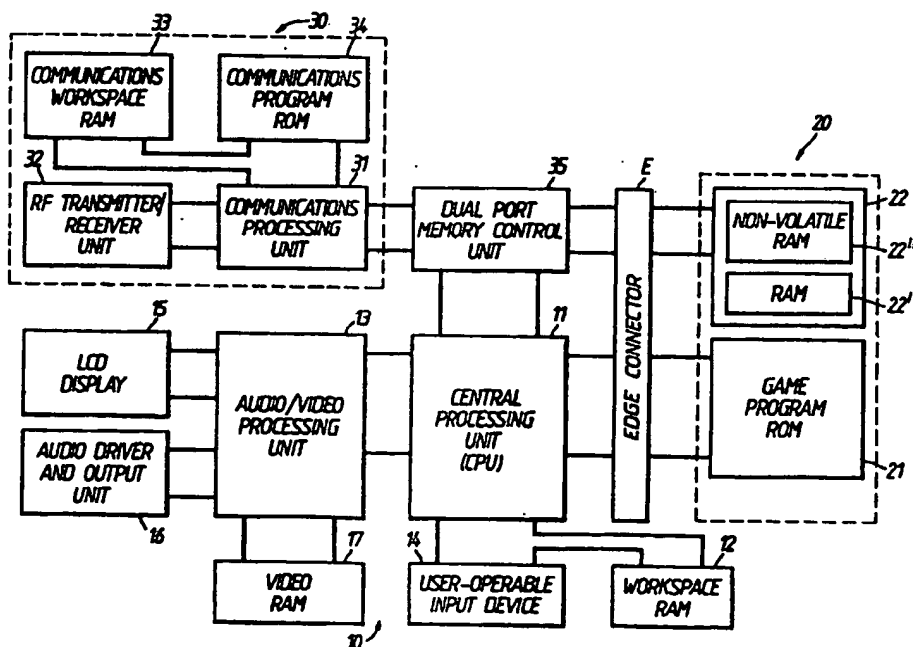 33
30
34
COMMUNICATIONS
WORKSPACE
RAM
COMMUNICATIONS
PROGRAM
ROM
20
32
31
35
E
RF TRANSMITTER/
RECEIVER
UNIT
COMMUNICATIONS
PROCESSING
UNIT
DUAL PORT
MEMORY CONTROL
UNIT
22
NON-VOLATILE
RAM
22"
RAM
22'
15
13
11
LCD
DISPLAY
AUDIO/VIDEO
PROCESSING
UNIT
CENTRAL
PROCESSING
UNIT
(CPU)
EDGE CONNECTOR
GAME
PROGRAM
ROM
AUDIO DRIVER
AND OUTPUT
UNIT
21
16
17
14
12
VIDEO
RAM
USER-OPERABLE
INPUT DEVICE
WORKSPACE
RAM
10